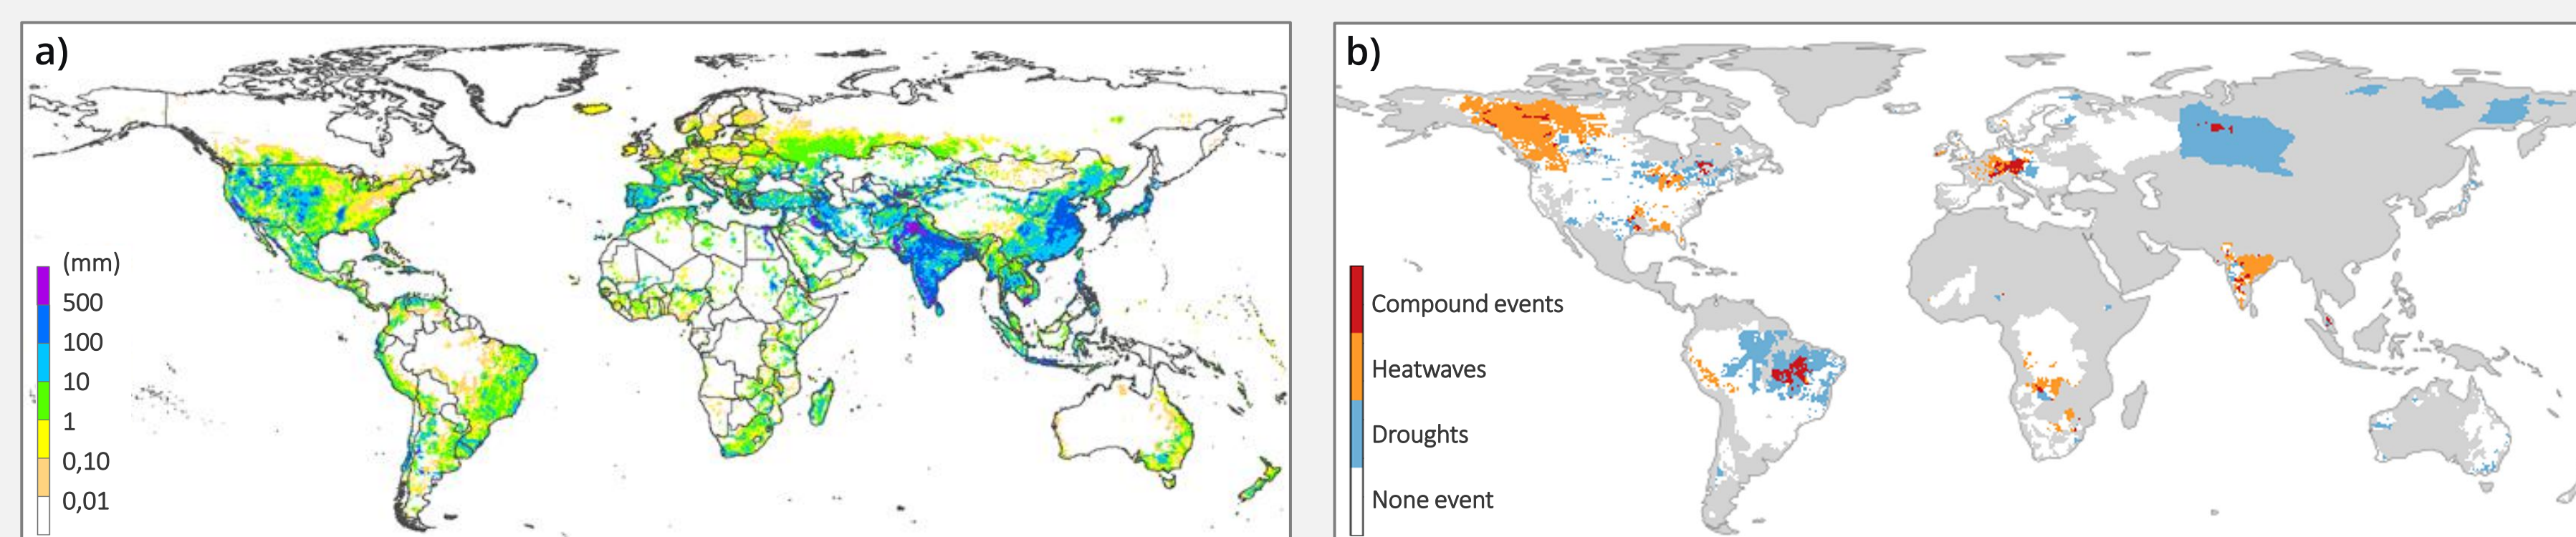 a)
(mm)
500
100
10
1
0,10
0,01
b)
Compound events
Heatwaves
Droughts
None event